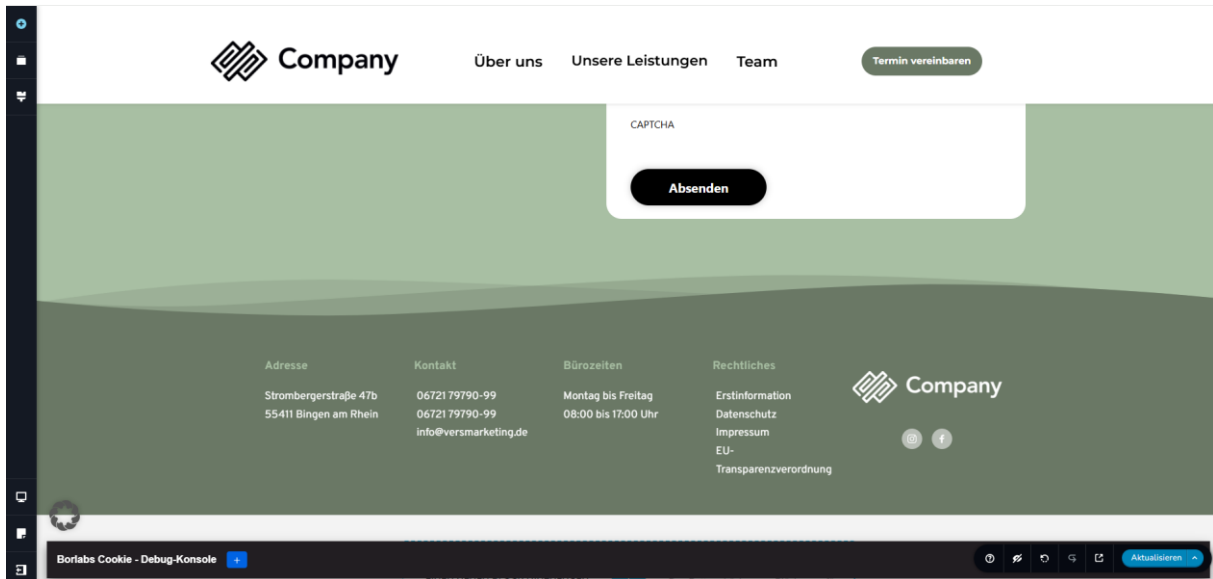 Company
Über uns
Unsere Leistungen
Team
Termin vereinbaren
CAPTCHA
Absenden
Adresse
Strombergerstraße 47b
55411 Bingen am Rhein
Kontakt
06721 79790-99
06721 79790-99
info@versmarketing.de
Bürozeiten
Montag bis Freitag
08:00 bis 17:00 Uhr
Rechtliches
Erstinformation
Datenschutz
Impressum
EU-
Transparenzverordnung
Company
Borlabs Cookie - Debug-Konsole
Aktualisieren